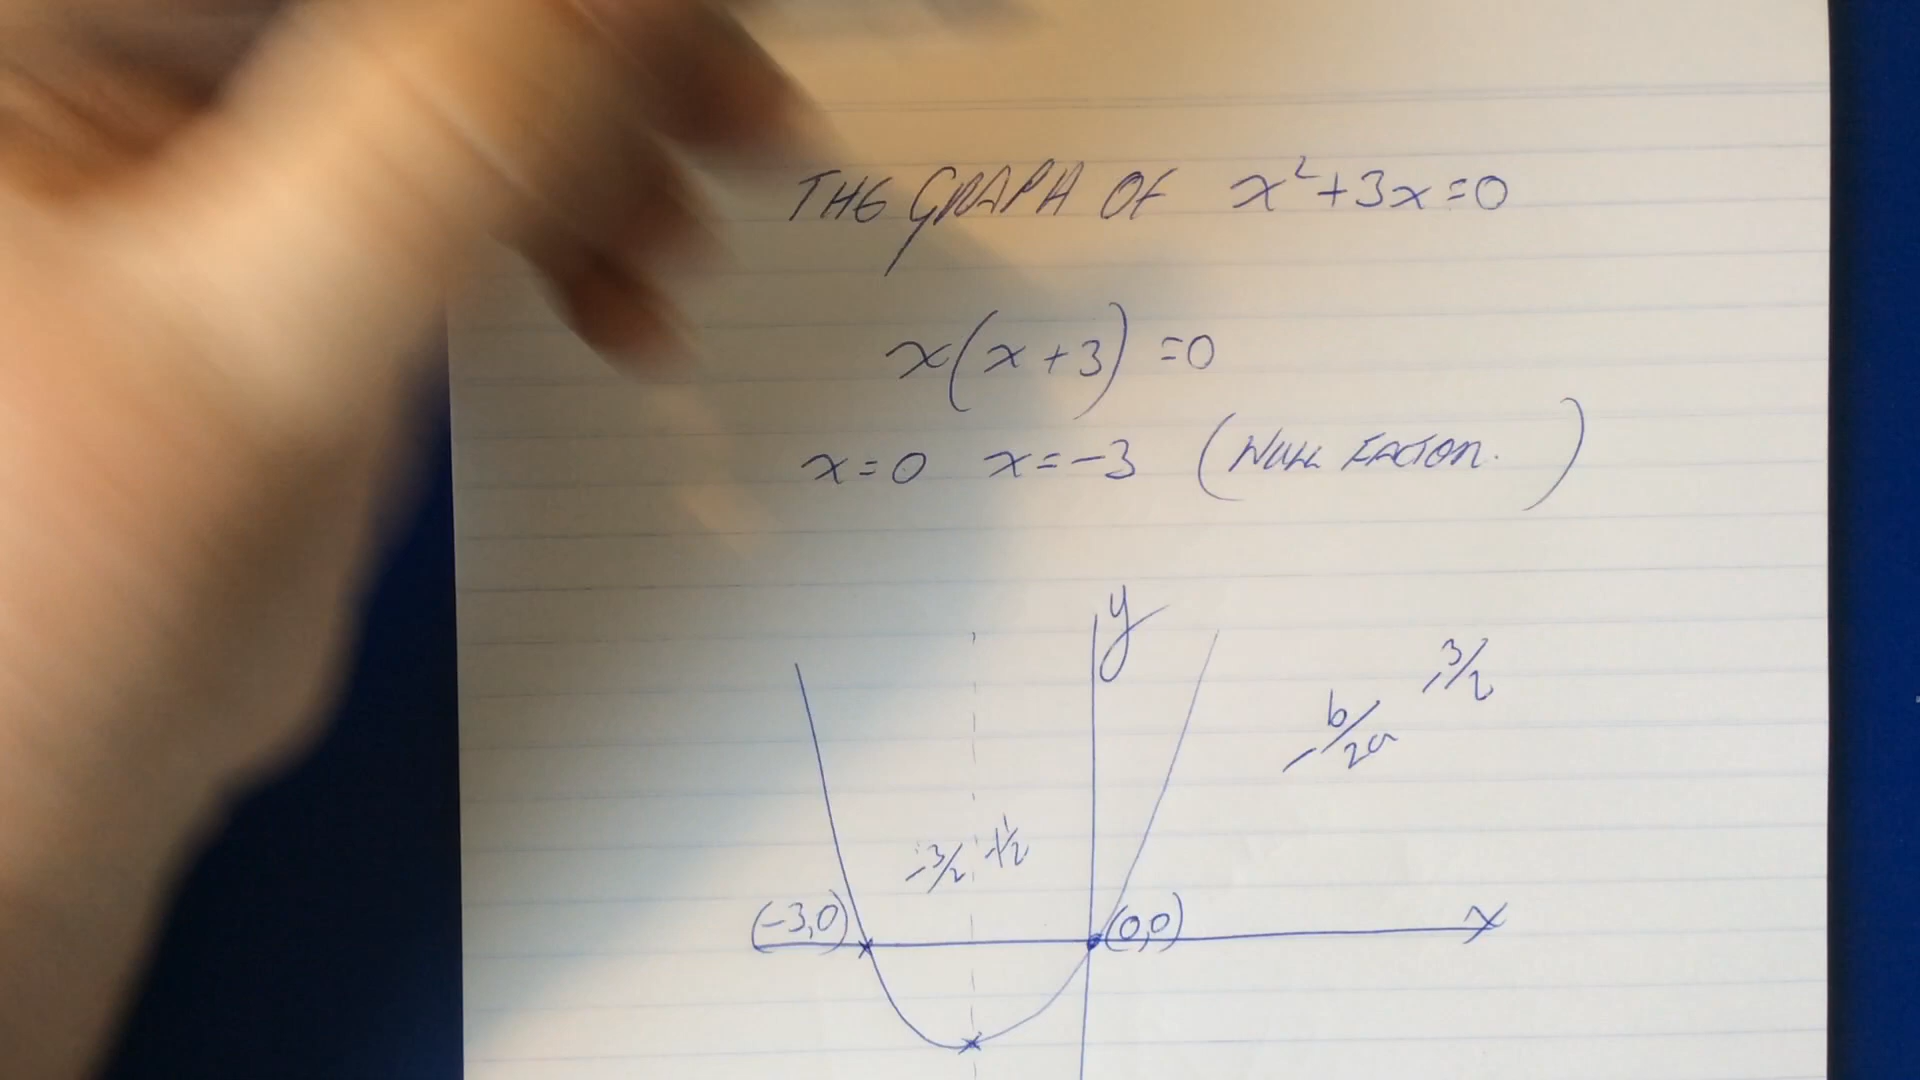 THE GRAPH OF x²+3x=0
x(x+3)=0
x=0 x=-3 (NULL FACTOR.)
y
-3/2
-b/2a
-3/2 -1½
(-3,0) (0,0) x